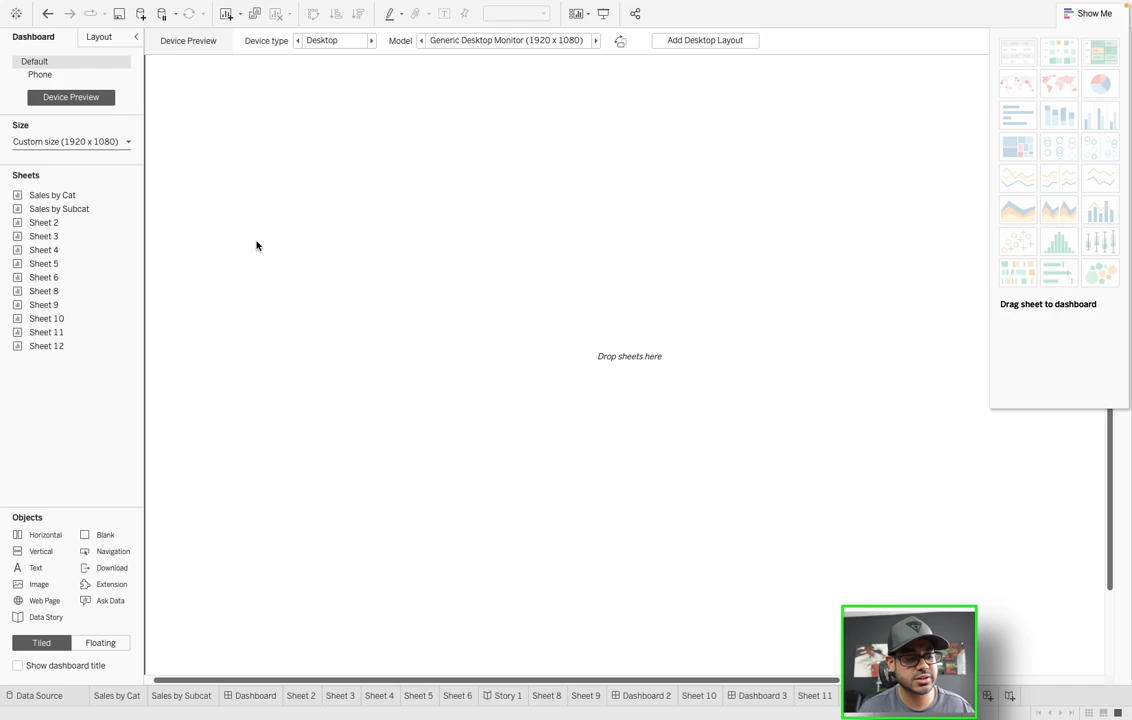 Show Me
Dashboard
Layout
Device Preview
Device type
Desktop
Model
Generic Desktop Monitor (1920 x 1080)
Add Desktop Layout
Default
Phone
Device Preview
Size
Custom size (1920 x 1080)
Sheets
Sales by Cat
Sales by Subcat
Sheet 2
Sheet 3
Sheet 4
Sheet 5
Sheet 6
Sheet 8
Sheet 9
Sheet 10
Sheet 11
Sheet 12
Drag sheet to dashboard
Drop sheets here
Objects
Horizontal
Blank
Vertical
Navigation
Text
Download
Image
Extension
Web Page
Ask Data
Data Story
Tiled
Floating
Show dashboard title
Data Source
Sales by Cat
Sales by Subcat
Dashboard
Sheet 2
Sheet 3
Sheet 4
Sheet 5
Sheet 6
Story 1
Sheet 8
Sheet 9
Dashboard 2
Sheet 10
Dashboard 3
Sheet 11